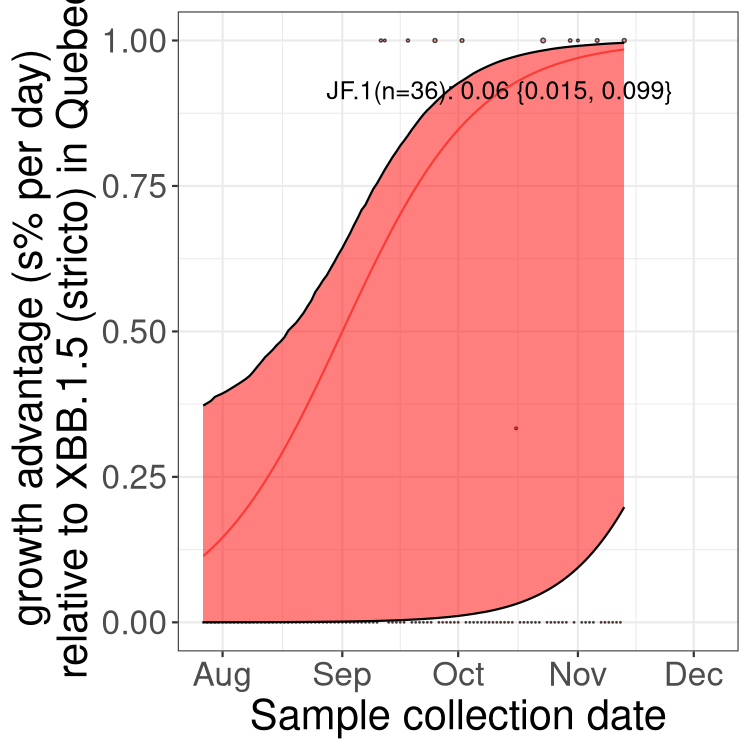 growth advantage (s% per day)
relative to XBB.1.5 (stricto) in Quebec
1.00
JF.1(n=36): 0.06 {0.015, 0.099}
0.75
0.50
0.25
0.00
Aug Sep Oct Nov Dec
Sample collection date